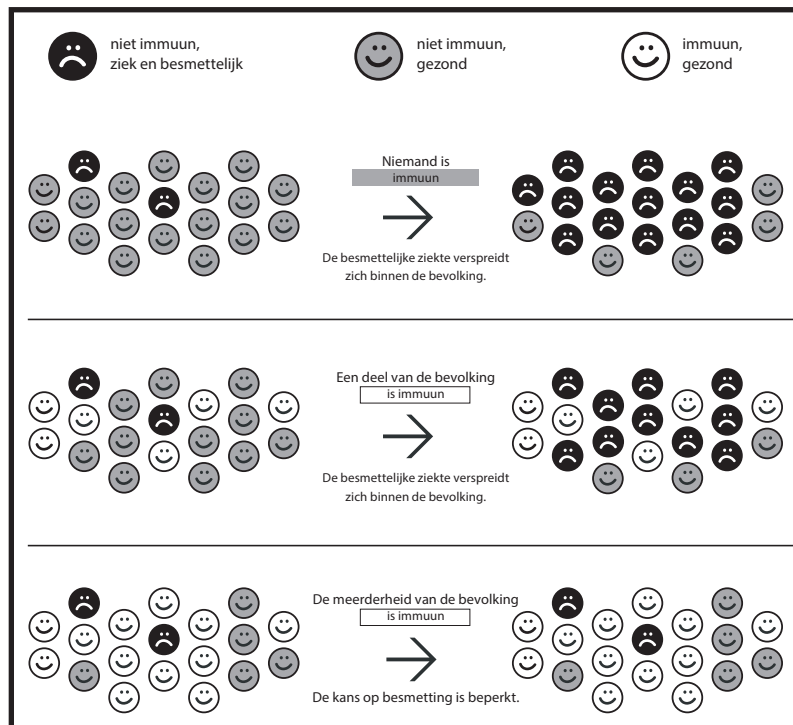 niet immuun,
ziek en besmettelijk
niet immuun,
gezond
immuun,
gezond
Niemand is
immuun
De besmettelijke ziekte verspreidt
zich binnen de bevolking.
Een deel van de bevolking
is immuun
De besmettelijke ziekte verspreidt
zich binnen de bevolking.
De meerderheid van de bevolking
is immuun
De kans op besmetting is beperkt.